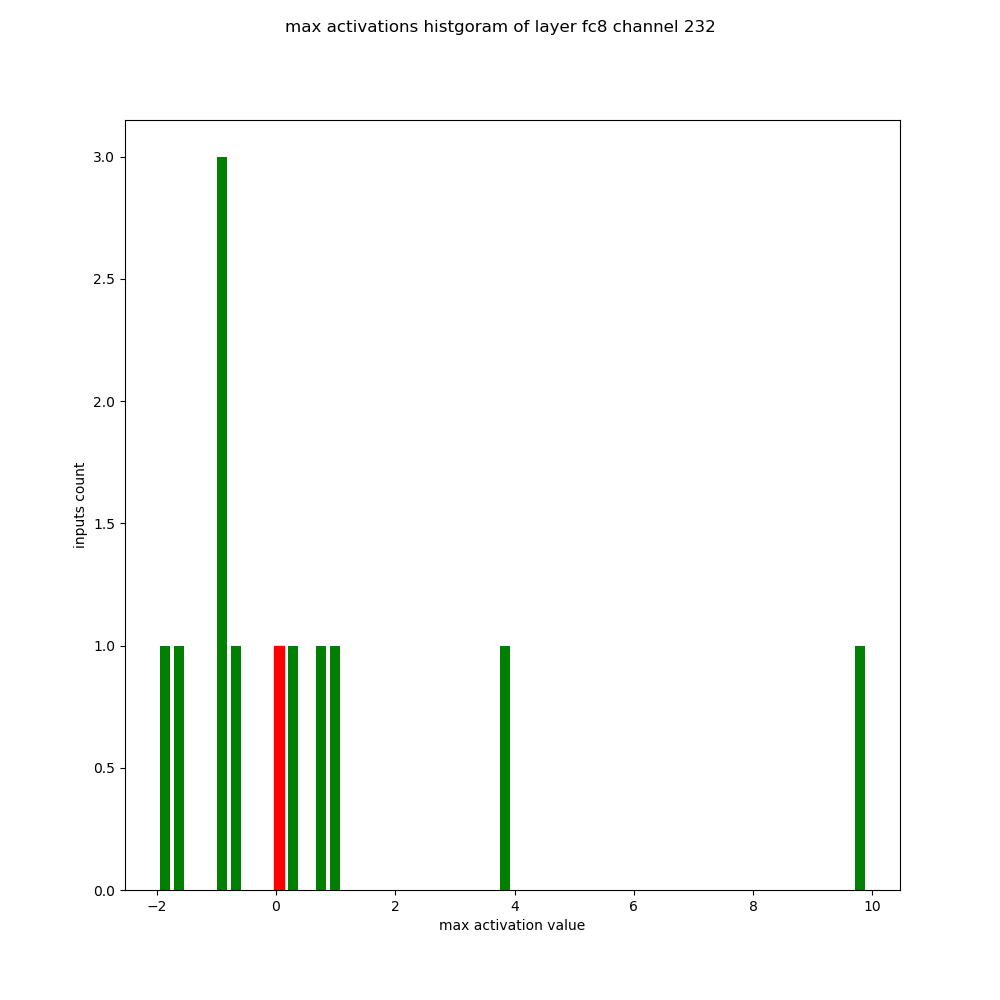 max activations histgoram of layer fc8 channel 232
3.0
2.5
2.0
1.5
1.0
0.5
0.0
inputs count
−2 0 2 4 6 8 10
max activation value